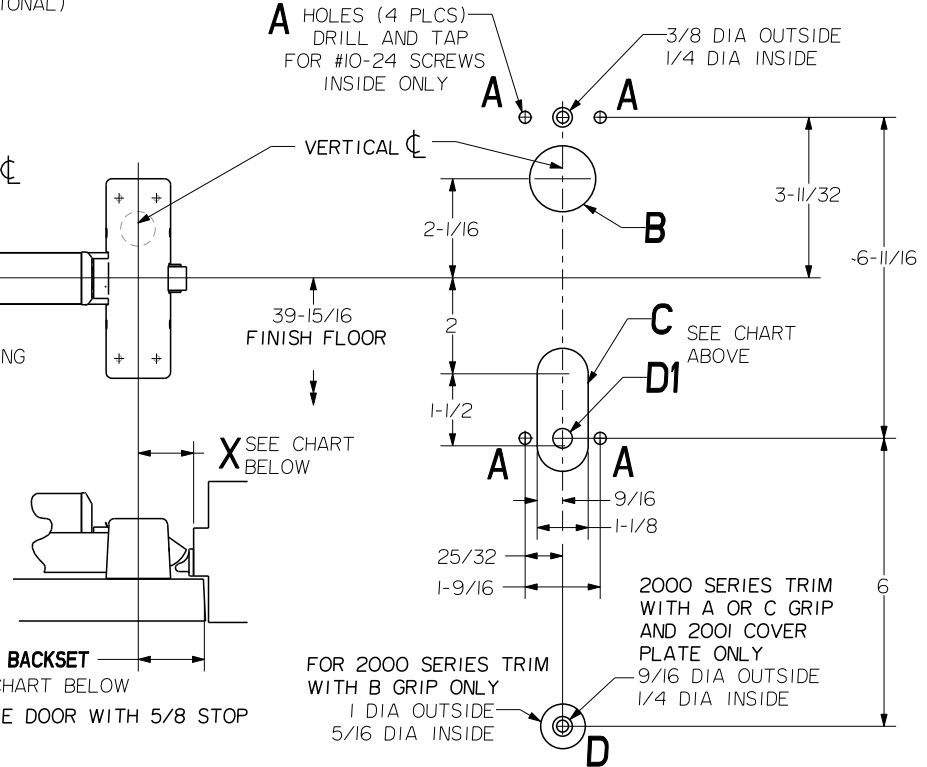 IONAL)
A HOLES (4 PLCS)
DRILL AND TAP
FOR #10-24 SCREWS
INSIDE ONLY
3/8 DIA OUTSIDE
1/4 DIA INSIDE
A
A
VERTICAL ℄
℄
B
2-1/16
3-11/32
~6-11/16
39-15/16
FINISH FLOOR
2
C SEE CHART
ABOVE
D1
NG
1-1/2
X SEE CHART
BELOW
A
A
9/16
1-1/8
25/32
1-9/16
6
2000 SERIES TRIM
WITH A OR C GRIP
AND 2001 COVER
PLATE ONLY
9/16 DIA OUTSIDE
1/4 DIA INSIDE
BACKSET
CHART BELOW
E DOOR WITH 5/8 STOP
FOR 2000 SERIES TRIM
WITH B GRIP ONLY
1 DIA OUTSIDE
5/16 DIA INSIDE
D